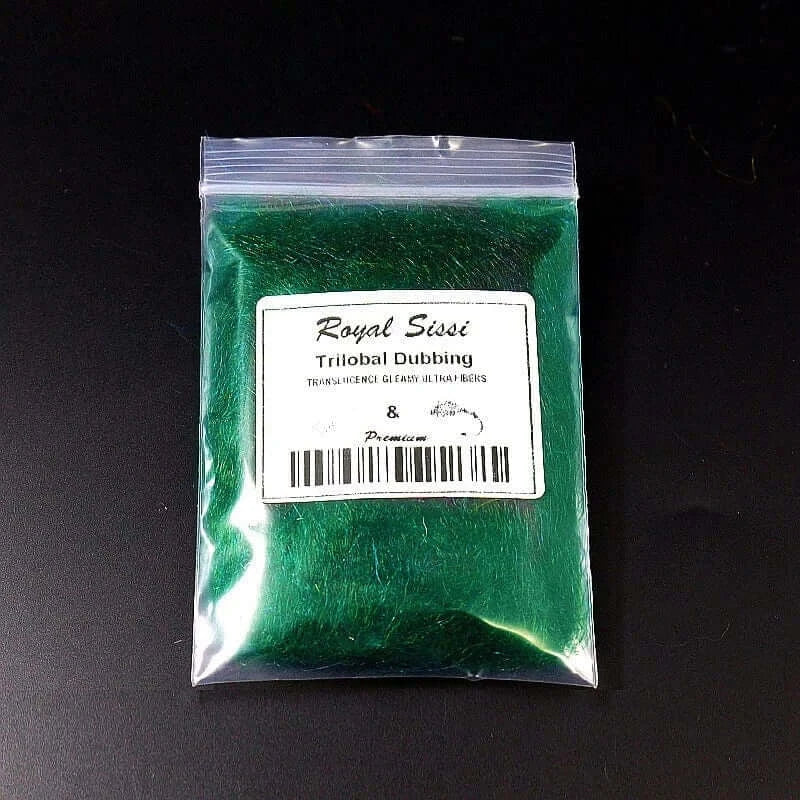 Royal Sissi
Trilobal Dubbing
TRANSLUCENCE GLEAMY ULTRA FIBERS
&
Premium